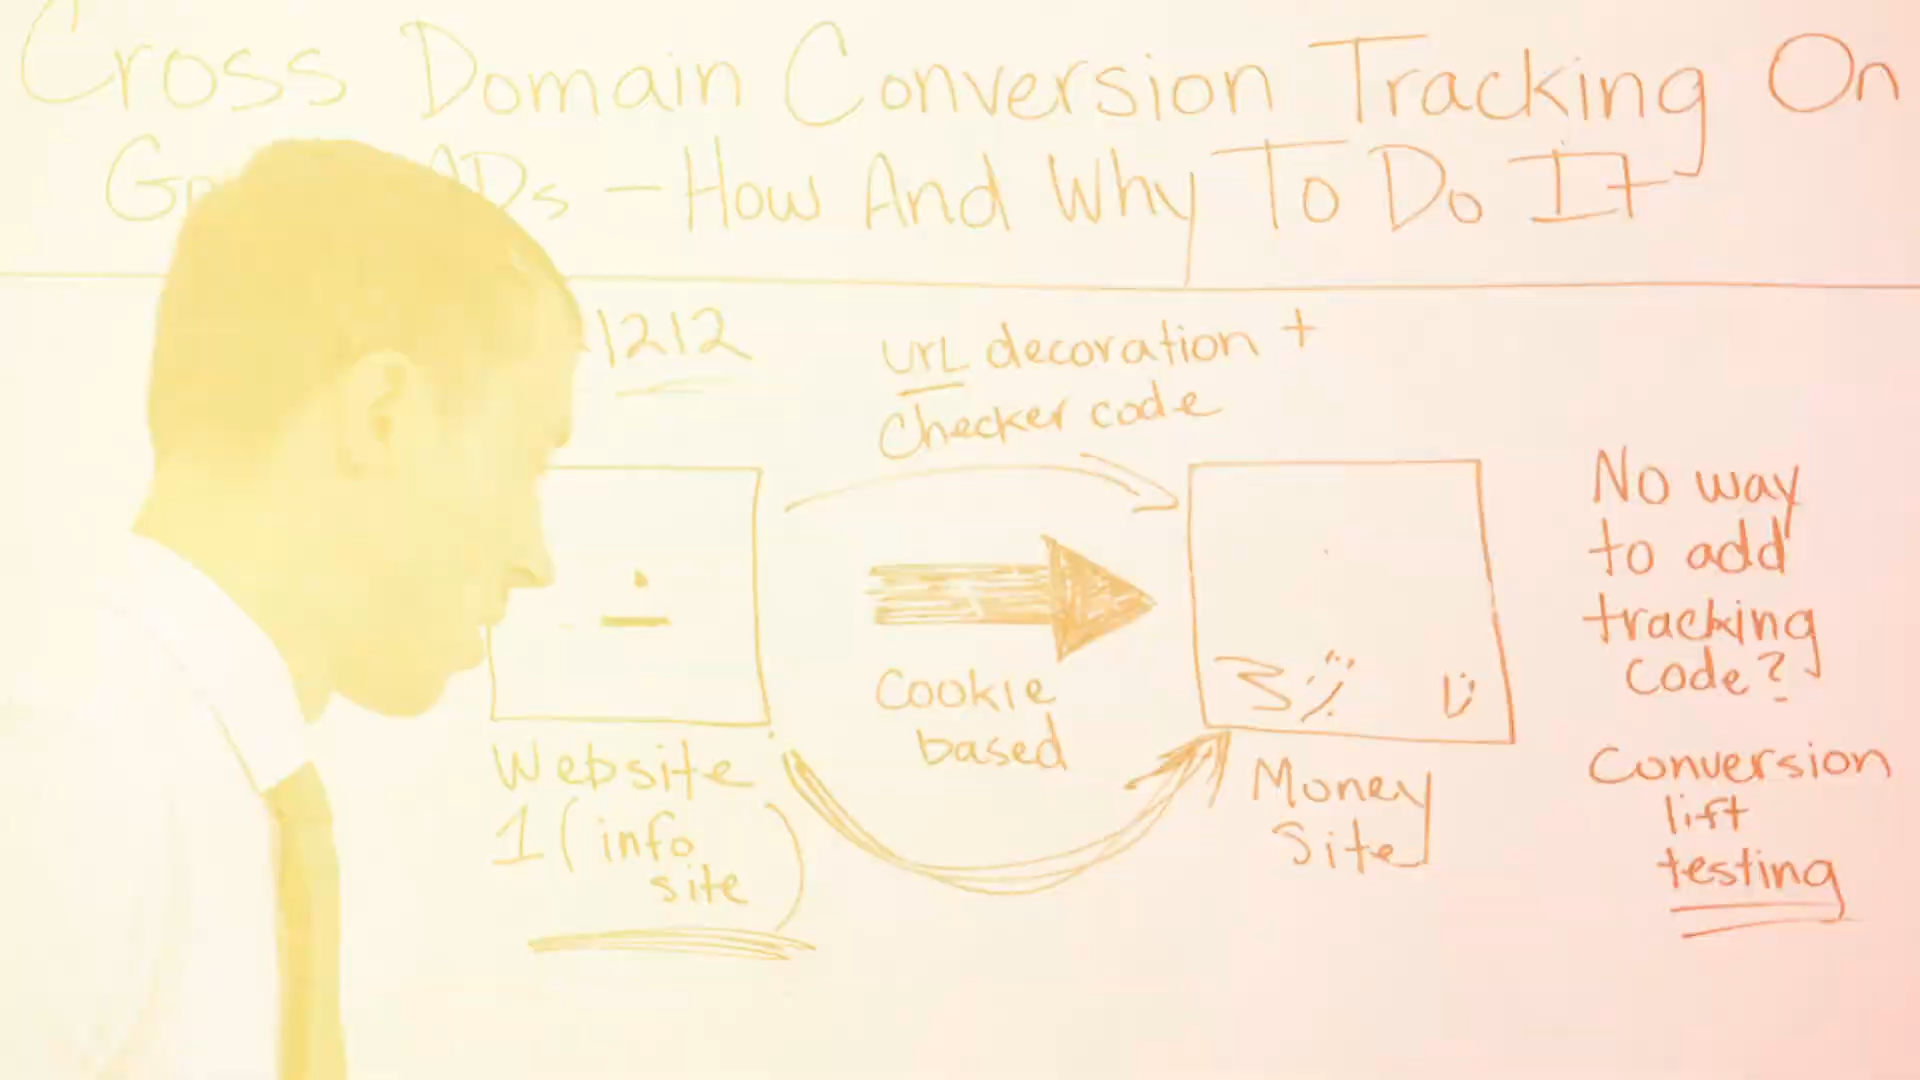 Cross Domain Conversion Tracking On
ADs - How And Why To Do It
1212
url decoration +
checker code
Cookie
based
Website
1 (info
site)
Money
Site
No way
to add
tracking
code?
Conversion
lift
testing